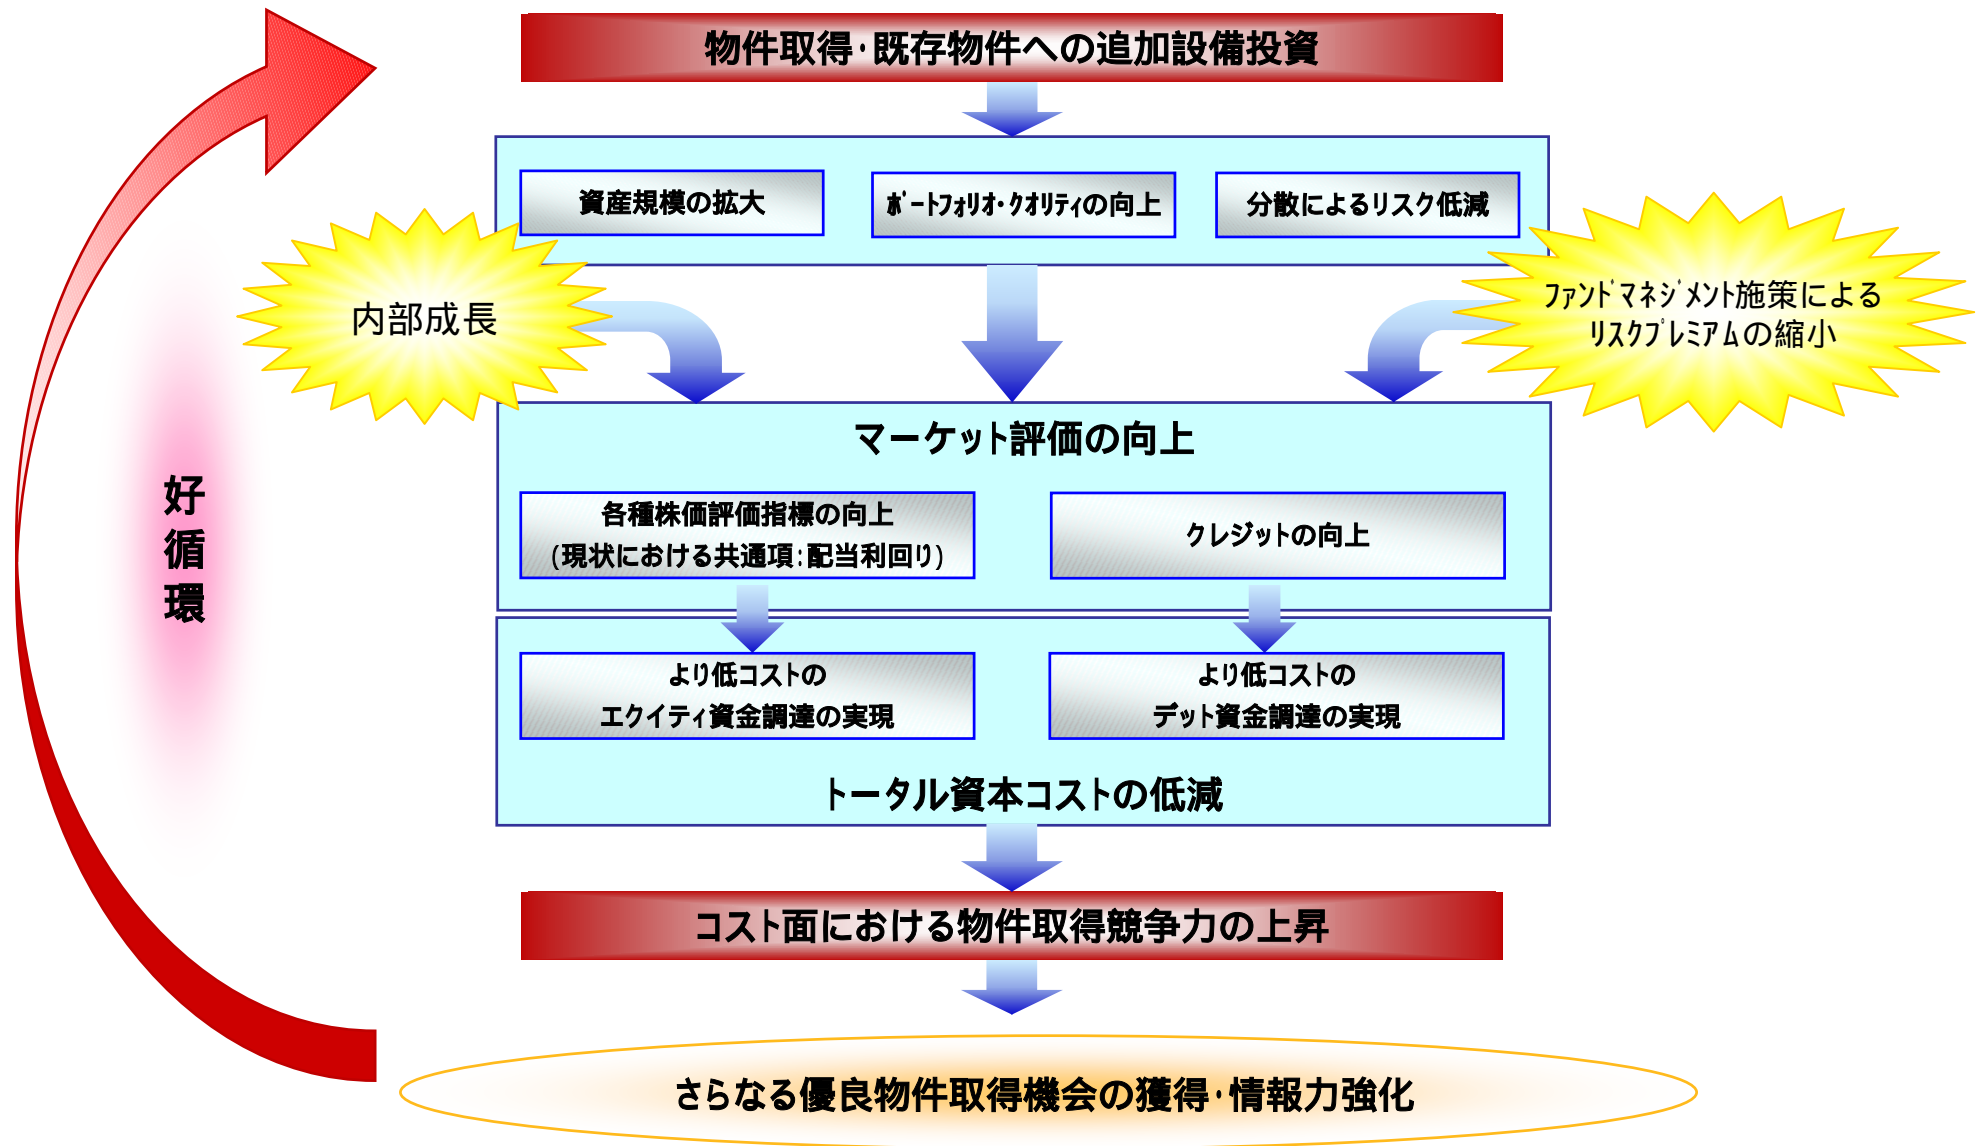 物件取得・既存物件への追加設備投資
資産規模の拡大
ﾎﾟｰﾄﾌｫﾘｵ・ｸｵﾘﾃｨの向上
分散によるリスク低減
内部成長
ﾌｧﾝﾄﾞﾏﾈｼﾞﾒﾝﾄ施策による
ﾘｽｸﾌﾟﾚﾐｱﾑの縮小
マーケット評価の向上
各種株価評価指標の向上
(現状における共通項:配当利回り)
クレジットの向上
より低コストの
エクイティ資金調達の実現
より低コストの
デット資金調達の実現
トータル資本コストの低減
好循環
コスト面における物件取得競争力の上昇
さらなる優良物件取得機会の獲得・情報力強化